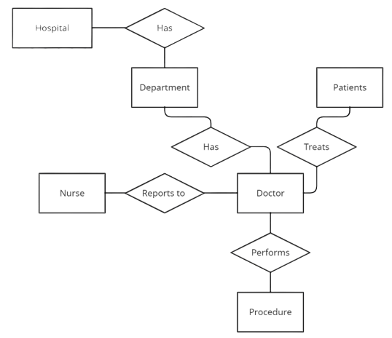 Hospital
Has
Department
Patients
Has
Treats
Nurse
Reports to
Doctor
Performs
Procedure